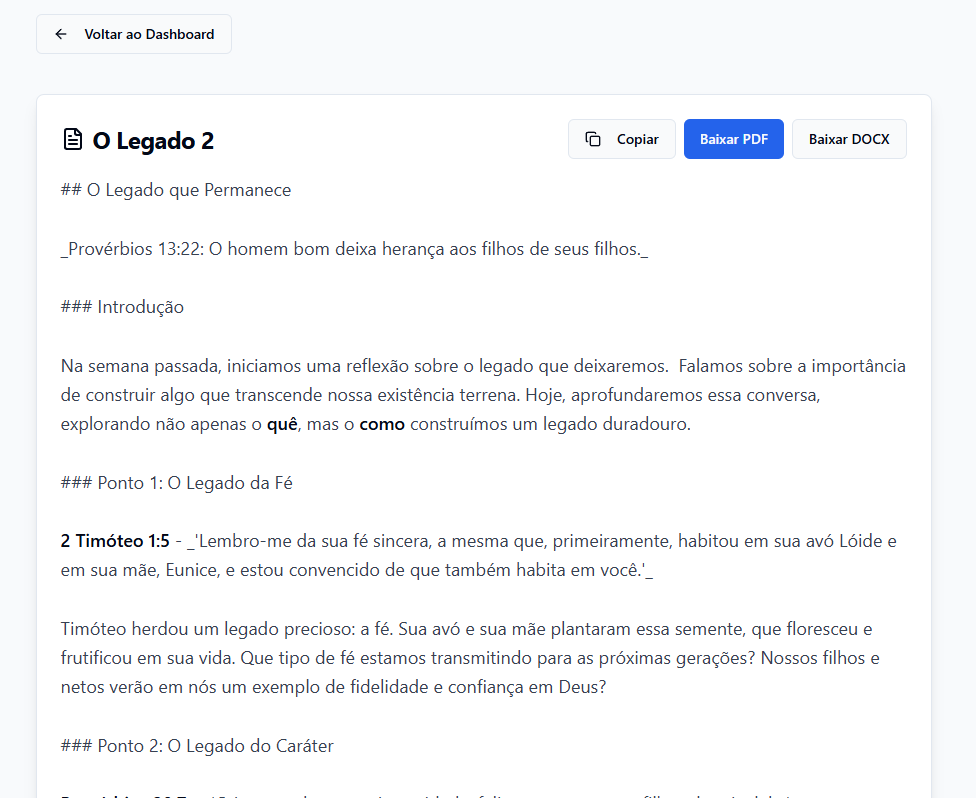 Voltar ao Dashboard
O Legado 2
Copiar
Baixar PDF
Baixar DOCX
## O Legado que Permanece
_Provérbios 13:22: O homem bom deixa herança aos filhos de seus filhos._
### Introdução
Na semana passada, iniciamos uma reflexão sobre o legado que deixaremos.  Falamos sobre a importância
de construir algo que transcende nossa existência terrena. Hoje, aprofundaremos essa conversa,
explorando não apenas o quê, mas o como construímos um legado duradouro.
### Ponto 1: O Legado da Fé
2 Timóteo 1:5 - _'Lembro-me da sua fé sincera, a mesma que, primeiramente, habitou em sua avó Lóide e
em sua mãe, Eunice, e estou convencido de que também habita em você.'_
Timóteo herdou um legado precioso: a fé. Sua avó e sua mãe plantaram essa semente, que floresceu e
frutificou em sua vida. Que tipo de fé estamos transmitindo para as próximas gerações? Nossos filhos e
netos verão em nós um exemplo de fidelidade e confiança em Deus?
### Ponto 2: O Legado do Caráter